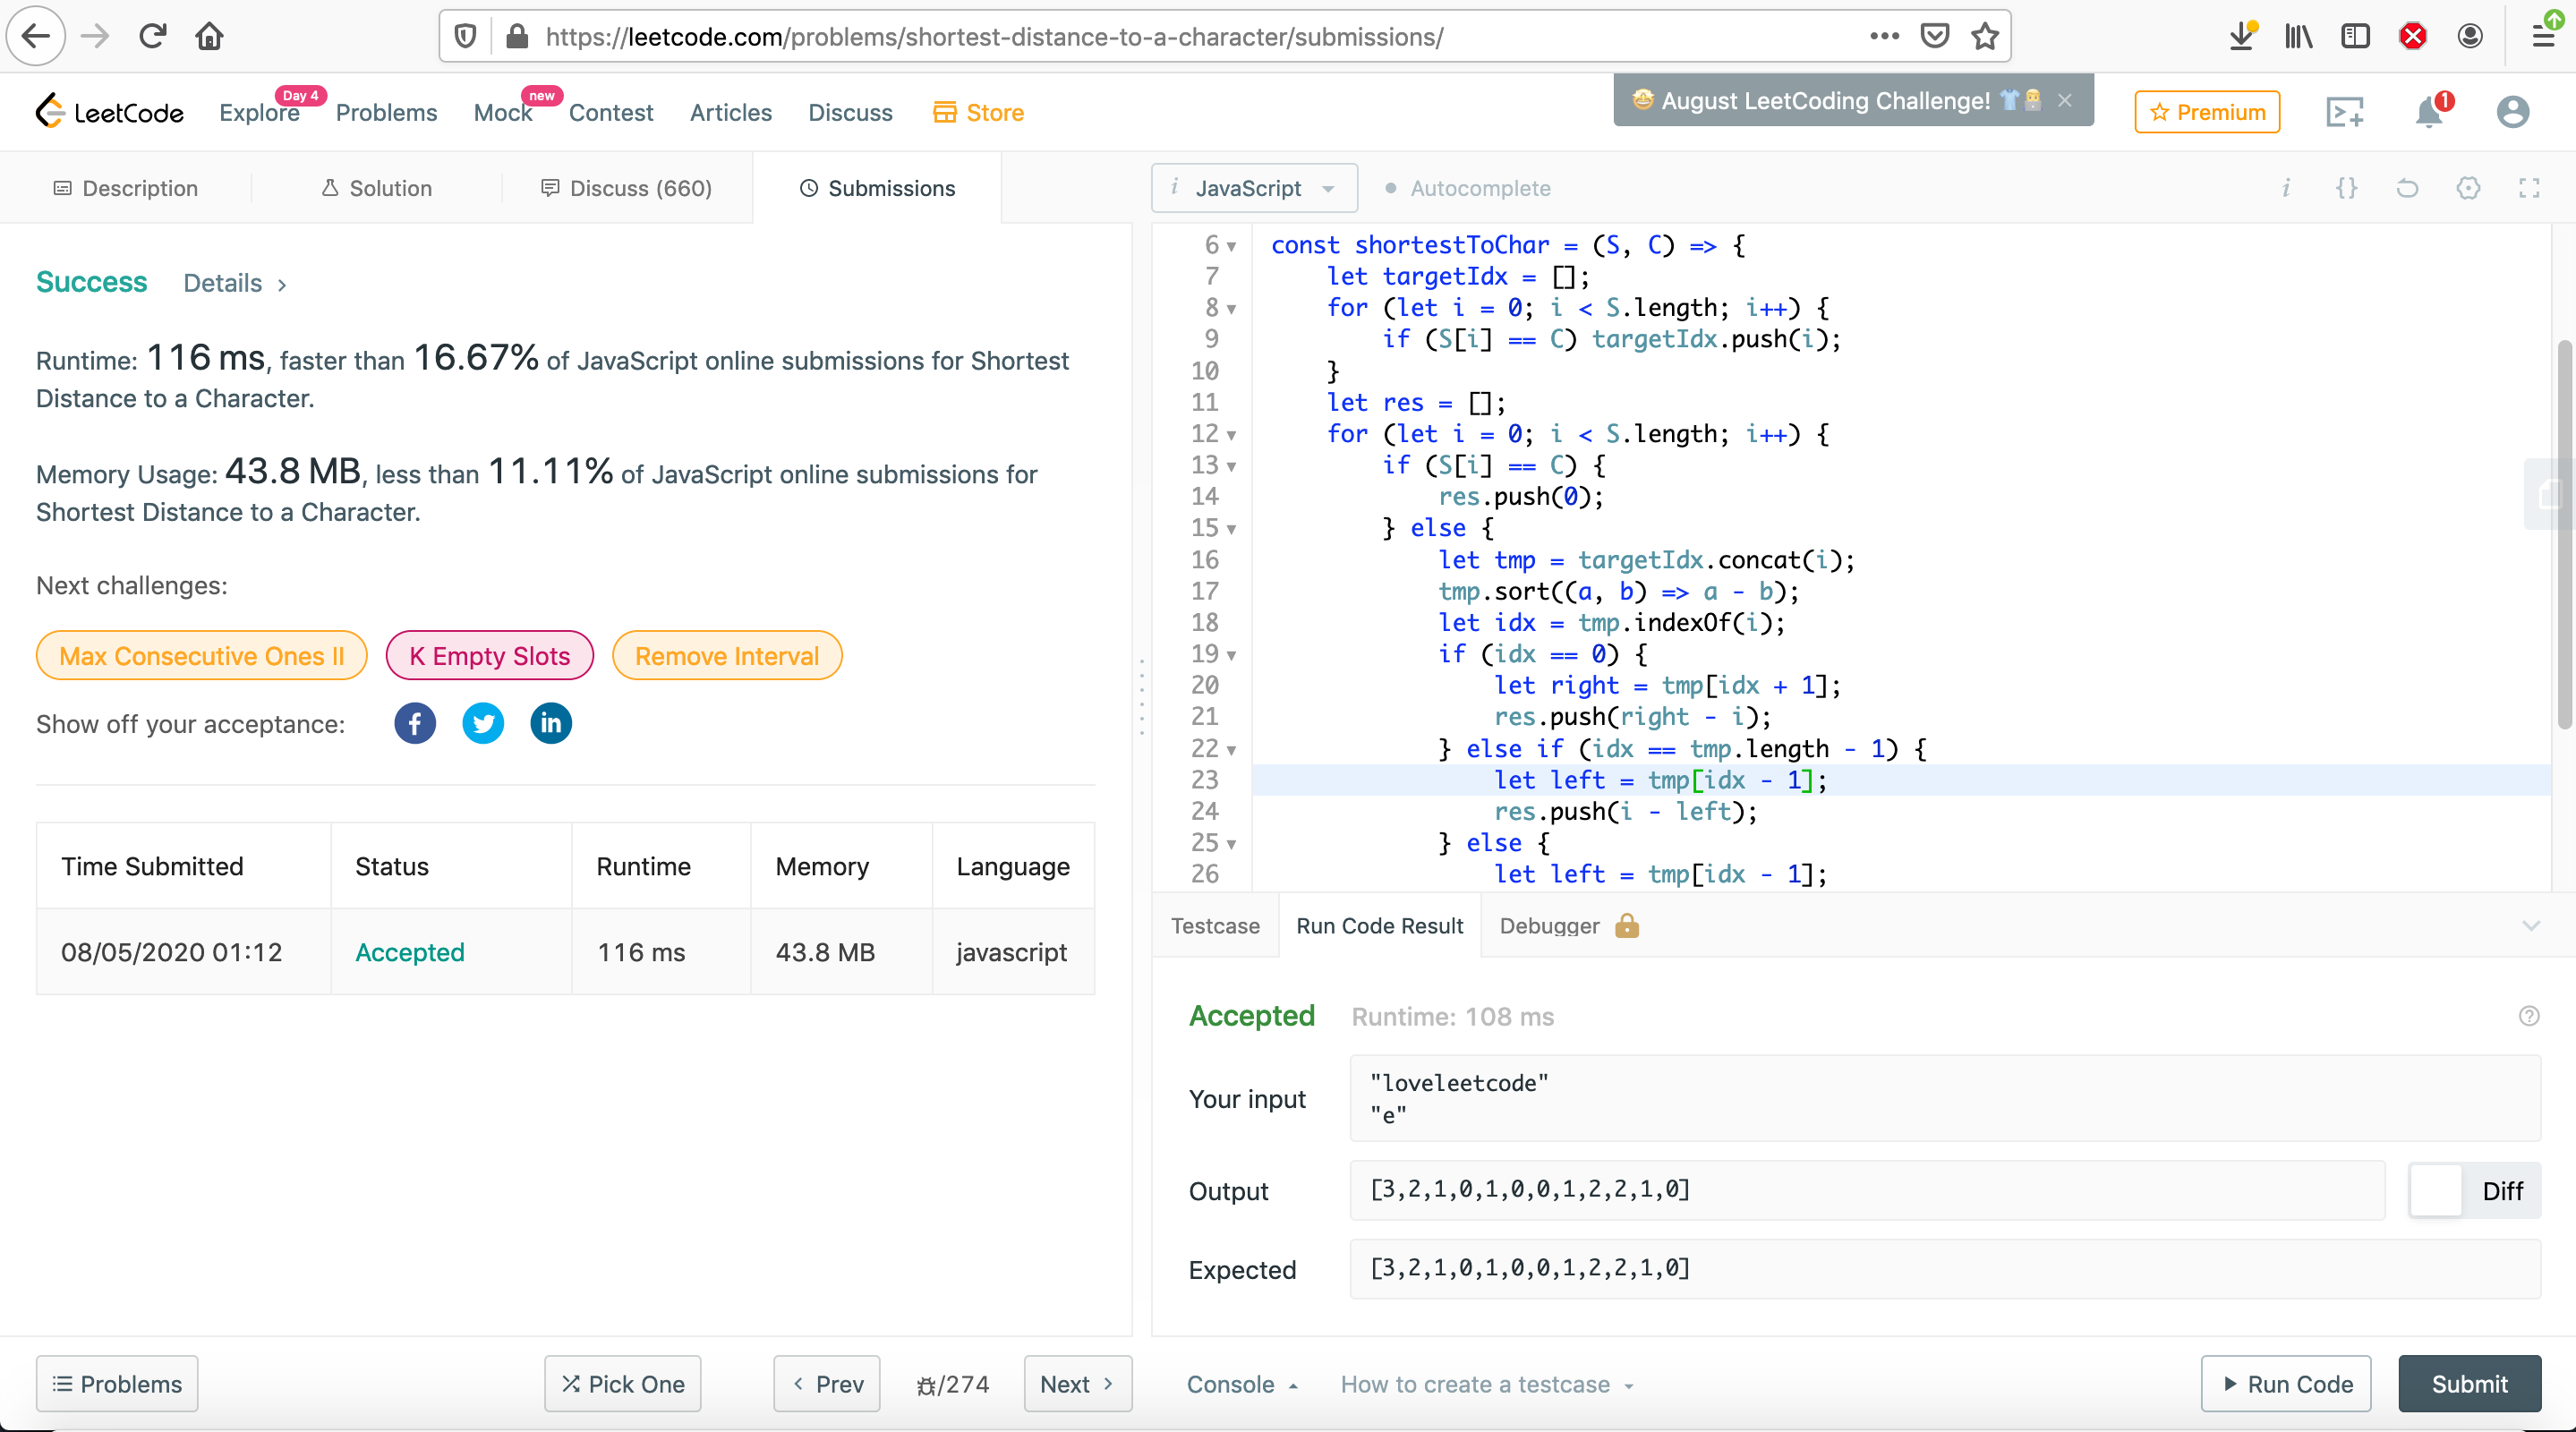 https://leetcode.com/problems/shortest-distance-to-a-character/submissions/
LeetCode
Explore
Day 4
Problems
Mock
new
Contest
Articles
Discuss
Store
August LeetCoding Challenge!
Premium
1
Description
Solution
Discuss (660)
Submissions
Success
Details
Runtime: 116 ms, faster than 16.67% of JavaScript online submissions for Shortest
Distance to a Character.
Memory Usage: 43.8 MB, less than 11.11% of JavaScript online submissions for
Shortest Distance to a Character.
Next challenges:
Max Consecutive Ones II
K Empty Slots
Remove Interval
Show off your acceptance:
f
in
Time Submitted Status Runtime Memory Language
08/05/2020 01:12 Accepted 116 ms 43.8 MB javascript
Problems
Pick One
< Prev
/274
Next >
i JavaScript
Autocomplete
i {}
6 const shortestToChar = (S, C) => {
7 let targetIdx = [];
8 for (let i = 0; i < S.length; i++) {
9 if (S[i] == C) targetIdx.push(i);
10 }
11 let res = [];
12 for (let i = 0; i < S.length; i++) {
13 if (S[i] == C) {
14 res.push(0);
15 } else {
16 let tmp = targetIdx.concat(i);
17 tmp.sort((a, b) => a - b);
18 let idx = tmp.indexOf(i);
19 if (idx == 0) {
20 let right = tmp[idx + 1];
21 res.push(right - i);
22 } else if (idx == tmp.length - 1) {
23 let left = tmp[idx - 1];
24 res.push(i - left);
25 } else {
26 let left = tmp[idx - 1];
Testcase
Run Code Result
Debugger
Accepted
Runtime: 108 ms
Your input
"loveleetcode"
"e"
Output
[3,2,1,0,1,0,0,1,2,2,1,0]
Diff
Expected
[3,2,1,0,1,0,0,1,2,2,1,0]
Console
How to create a testcase
Run Code
Submit